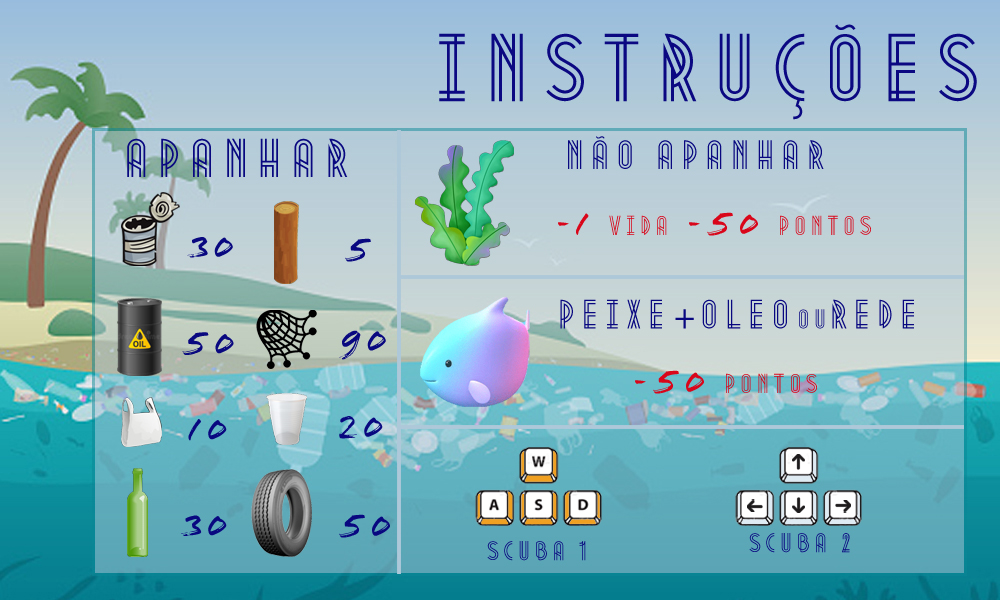 INSTRUÇÕES
APANHAR
30 5
OIL
50 90
10 20
30 50
NÃO APANHAR
-1 VIDA -50 PONTOS
PEIXE+OLEO OU REDE
-50 PONTOS
W
A S D
SCUBA 1
↑
← ↓ →
SCUBA 2